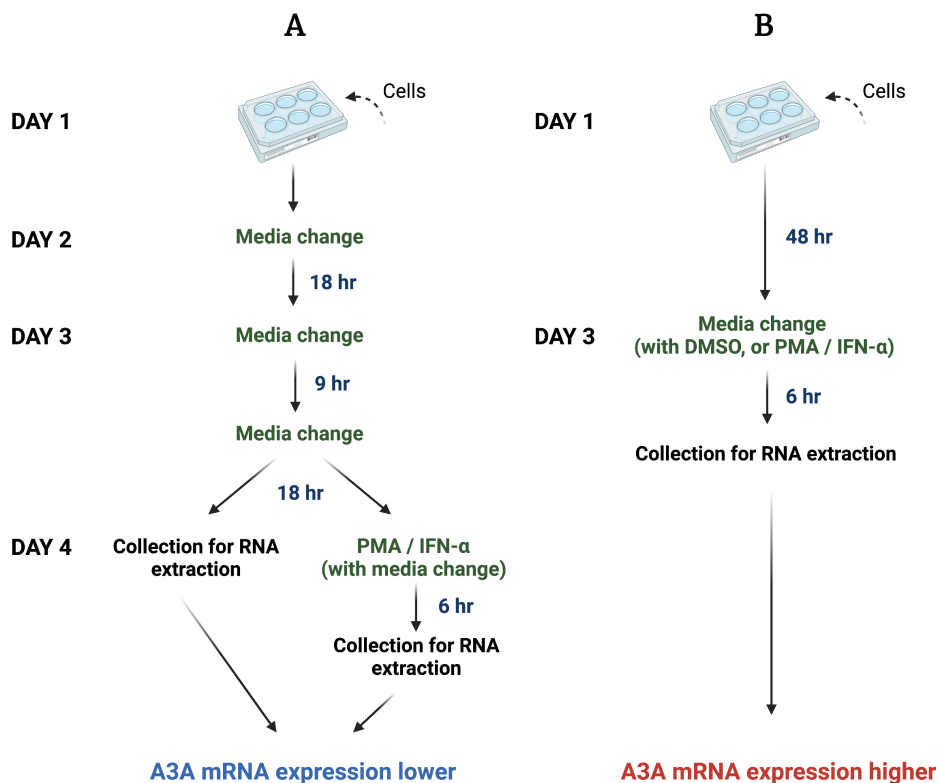 A
B
DAY 1
Cells
DAY 1
Cells
DAY 2
Media change
48 hr
18 hr
DAY 3
Media change
DAY 3
Media change
(with DMSO, or PMA / IFN-α)
9 hr
6 hr
Media change
Collection for RNA extraction
18 hr
DAY 4
Collection for RNA
extraction
PMA / IFN-α
(with media change)
6 hr
Collection for RNA
extraction
A3A mRNA expression lower
A3A mRNA expression higher